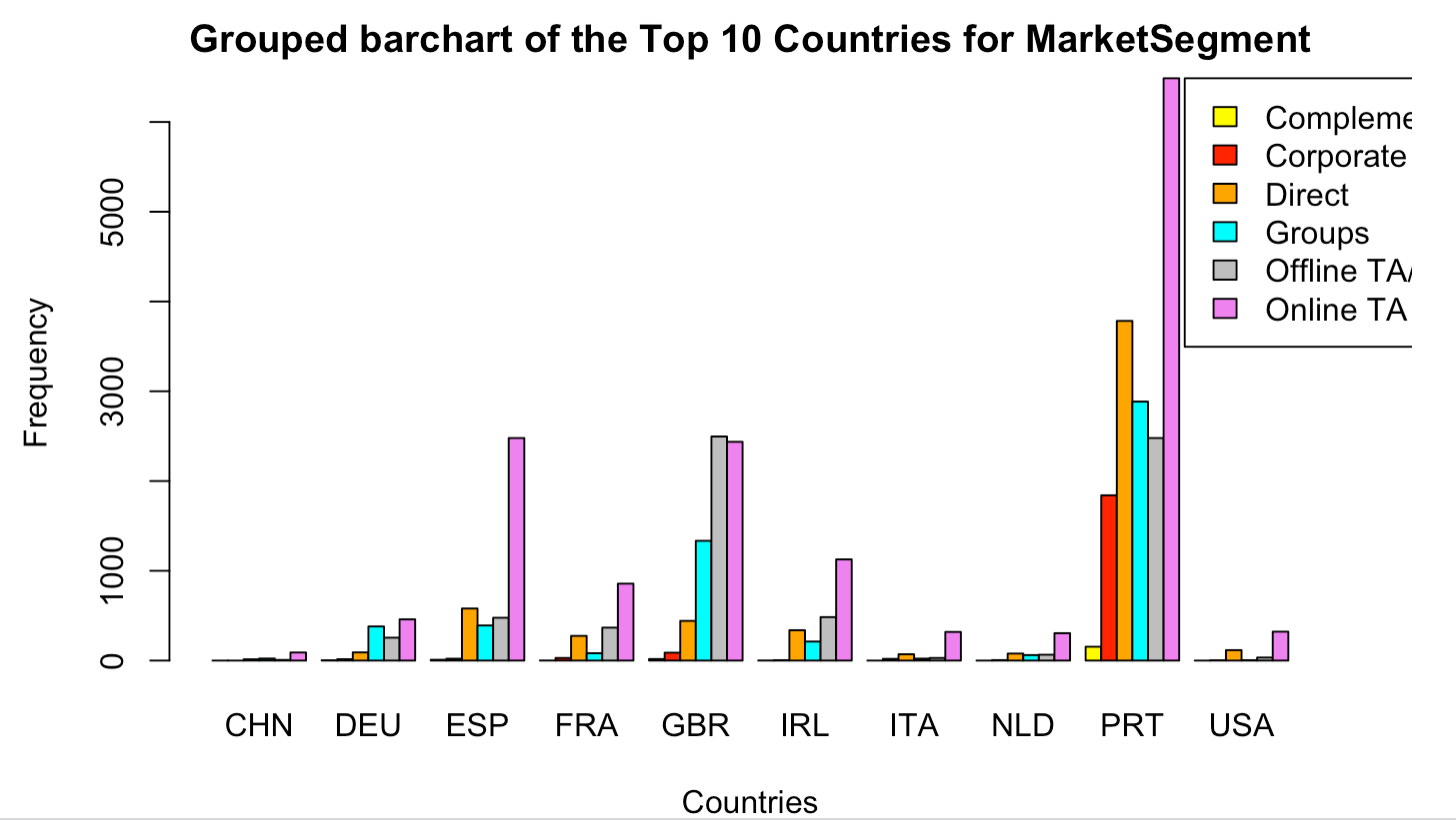 Grouped barchart of the Top 10 Countries for MarketSegment
Compleme
Corporate
Direct
Groups
Offline TA/
Online TA
Frequency
5000
3000
1000
0
CHN DEU ESP FRA GBR IRL ITA NLD PRT USA
Countries